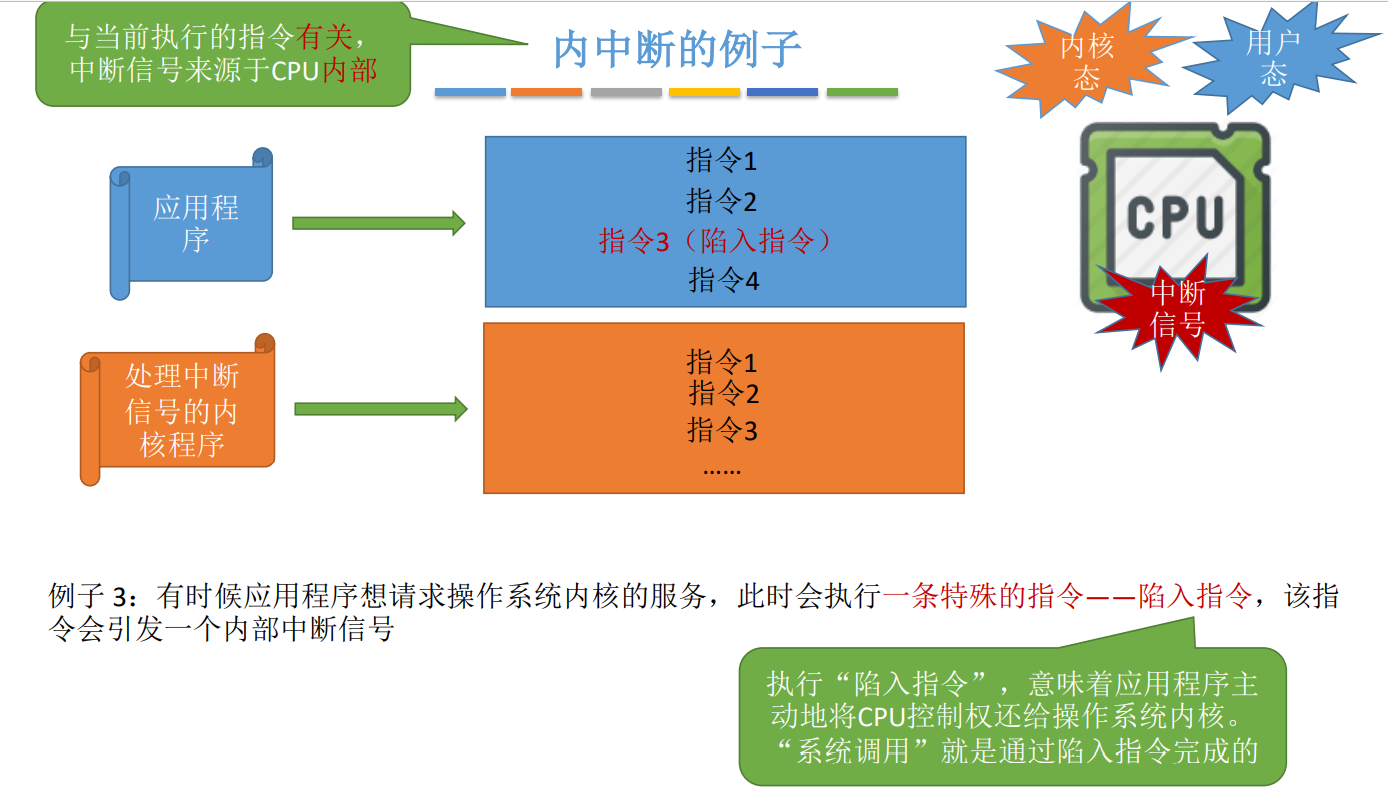 与当前执行的指令有关，
中断信号来源于CPU内部
内中断的例子
内核
态
用户
态
应用程
序
指令1
指令2
指令3（陷入指令）
指令4
CPU
中断
信号
处理中断
信号的内
核程序
指令1
指令2
指令3
……
例子 3：有时候应用程序想请求操作系统内核的服务，此时会执行一条特殊的指令——陷入指令，该指
令会引发一个内部中断信号
执行“陷入指令”，意味着应用程序主
动地将CPU控制权还给操作系统内核。
“系统调用”就是通过陷入指令完成的